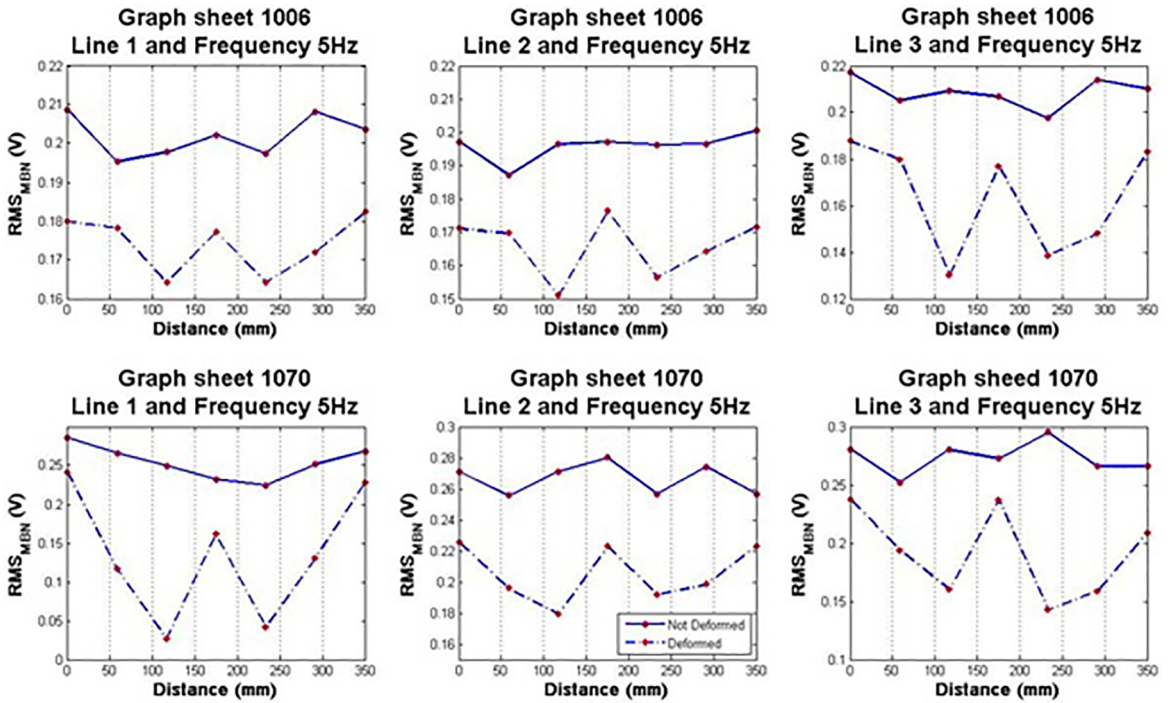 Graph sheet 1006
Line 1 and Frequency 5Hz
0.22
0.21
0.2
0.19
0.18
0.17
0.16
RMS_MBN (V)
0 50 100 150 200 250 300 350
Distance (mm)
Graph sheet 1006
Line 2 and Frequency 5Hz
0.22
0.21
0.2
0.19
0.18
0.17
0.16
0.15
RMS_MBN (V)
0 50 100 150 200 250 300 350
Distance (mm)
Graph sheet 1006
Line 3 and Frequency 5Hz
0.22
0.2
0.18
0.16
0.14
0.12
RMS_MBN (V)
0 50 100 150 200 250 300 350
Distance (mm)
Graph sheet 1070
Line 1 and Frequency 5Hz
0.25
0.2
0.15
0.1
0.05
0
RMS_MBN (V)
0 50 100 150 200 250 300 350
Distance (mm)
Graph sheet 1070
Line 2 and Frequency 5Hz
0.3
0.28
0.26
0.24
0.22
0.2
0.18
0.16
RMS_MBN (V)
Not Deformed
Deformed
0 50 100 150 200 250 300 350
Distance (mm)
Graph sheed 1070
Line 3 and Frequency 5Hz
0.3
0.25
0.2
0.15
0.1
RMS_MBN (V)
0 50 100 150 200 250 300 350
Distance (mm)